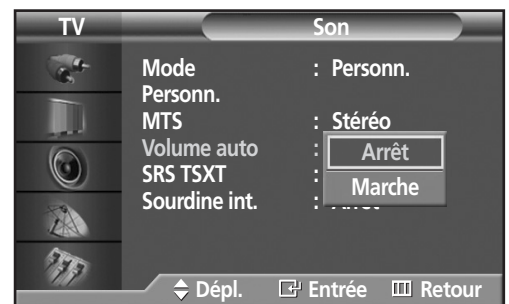 TV
Son
Mode : Personn.
Personn.
MTS : Stéréo
Volume auto : Arrêt
SRS TSXT : Marche
Sourdine int. :
Dépl. Entrée Retour